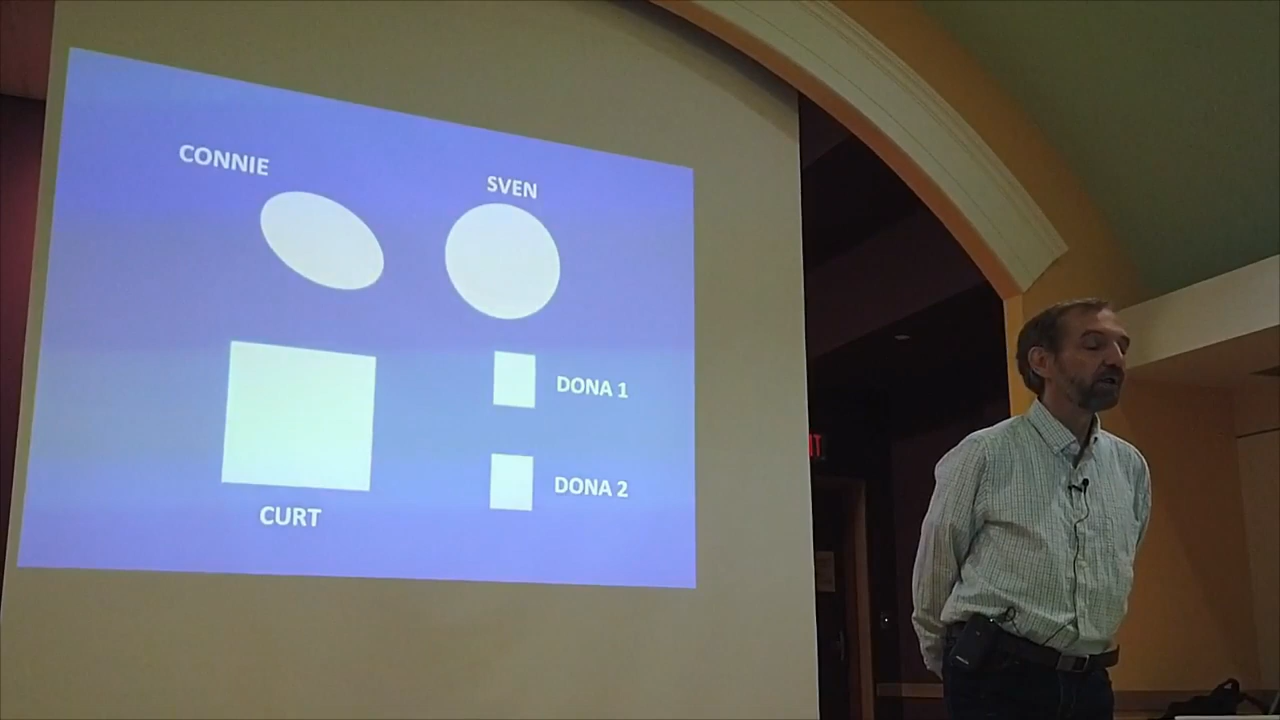 CONNIE
SVEN
DONA 1
DONA 2
CURT